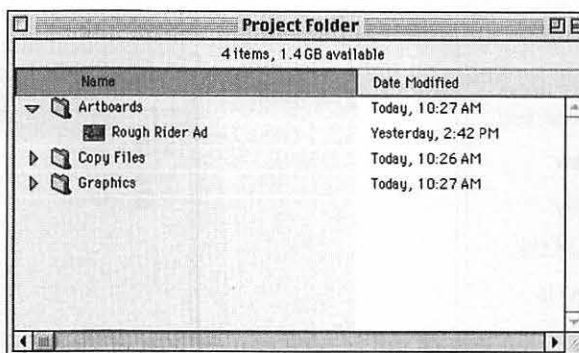 Project Folder
4 items, 1.4 GB available
Name Date Modified
Artboards Today, 10:27 AM
Rough Rider Ad Yesterday, 2:42 PM
Copy Files Today, 10:26 AM
Graphics Today, 10:27 AM